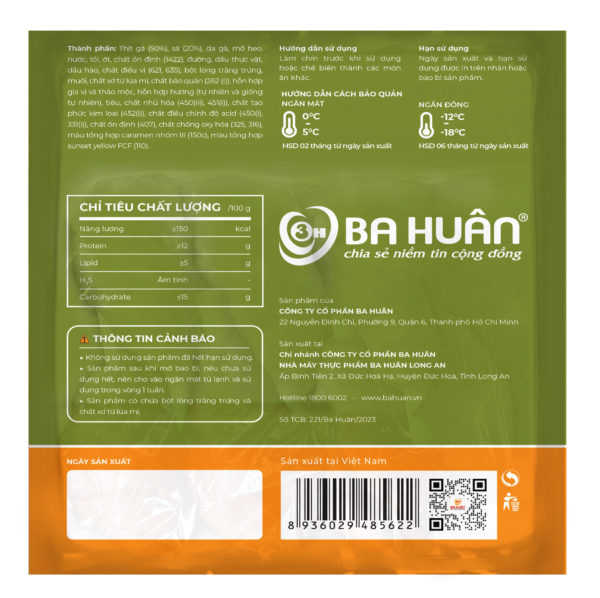 Thành phần: Thịt gà (50%), sả (20%), da gà, mỡ heo,
nước, tỏi, ớt, chất ổn định (1422), đường, dầu thực vật,
dầu hào, chất điều vị (621, 635), bột lòng trắng trứng,
muối, chất xơ từ lúa mì, chất bảo quản (262 (i)), hỗn hợp
gia vị và thảo mộc, hỗn hợp hương (tự nhiên và giống
tự nhiên), tiêu, chất nhũ hóa (450(iii), 451(i)), chất tạo
phức kim loại (452(i)), chất điều chỉnh độ acid (450(i),
331(i)), chất ổn định (407), chất chống oxy hóa (325, 316),
màu tổng hợp caramen nhóm III (150c), màu tổng hợp
sunset yellow FCF (110).
Hướng dẫn sử dụng
Làm chín trước khi sử dụng
hoặc chế biến thành các món
ăn khác.
Hạn sử dụng
Ngày sản xuất và hạn sử
dụng được in trên nhãn hoặc
bao bì sản phẩm.
HƯỚNG DẪN CÁCH BẢO QUẢN
NGĂN MÁT
0°C
–
5°C
HSD 02 tháng từ ngày sản xuất
NGĂN ĐÔNG
-12°C
–
-18°C
HSD 06 tháng từ ngày sản xuất
CHỈ TIÊU CHẤT LƯỢNG /100 g
Năng lượng ≥150 kcal
Protein ≥12 g
Lipid ≥5 g
H₂S Âm tính -
Carbohydrate ≤15 g
3H BA HUÂN®
chia sẻ niềm tin cộng đồng
Sản phẩm của
CÔNG TY CỔ PHẦN BA HUÂN
22 Nguyễn Đình Chi, Phường 9, Quận 6, Thành phố Hồ Chí Minh
Sản xuất tại
Chi nhánh CÔNG TY CỔ PHẦN BA HUÂN
NHÀ MÁY THỰC PHẨM BA HUÂN LONG AN
Ấp Bình Tiền 2, Xã Đức Hoà Hạ, Huyện Đức Hoà, Tỉnh Long An
Hotline 1800 6002 - www.bahuan.vn
Số TCB: 221/Ba Huân/2023
THÔNG TIN CẢNH BÁO
▸ Không sử dụng sản phẩm đã hết hạn sử dụng.
▸ Sản phẩm sau khi mở bao bì, nếu chưa sử
dụng hết, nên cho vào ngăn mát tủ lạnh và sử
dụng trong vòng 1 tuần.
▸ Sản phẩm có chứa bột lòng trắng trứng và
chất xơ từ lúa mì.
NGÀY SẢN XUẤT
Sản xuất tại Việt Nam
8 936029 485622